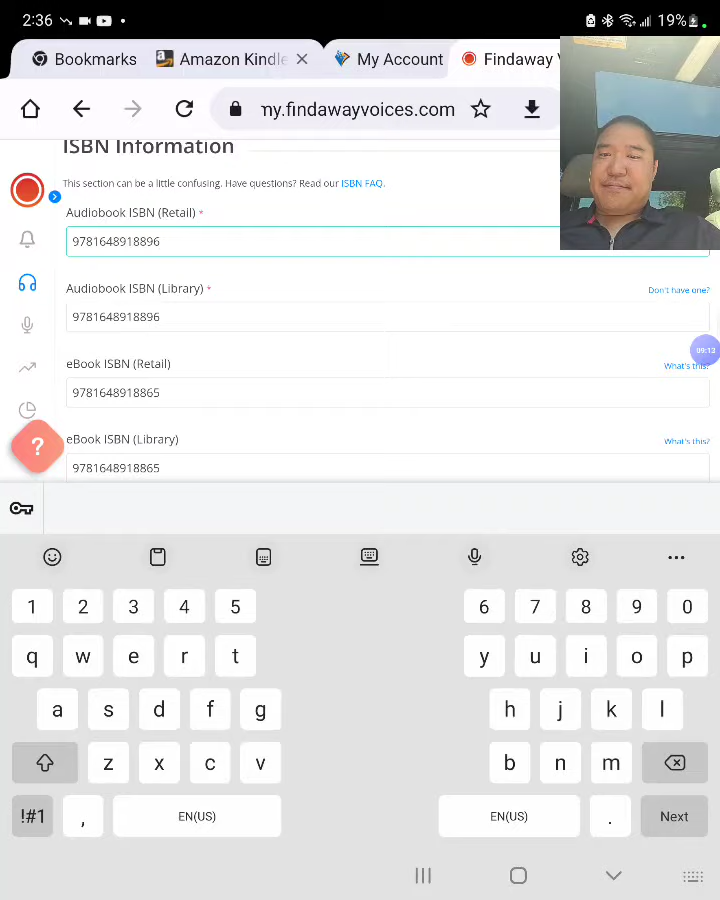 2:36 19%
Bookmarks Amazon Kindle My Account Findaway V
my.findawayvoices.com
ISBN Information
This section can be a little confusing. Have questions? Read our ISBN FAQ.
Audiobook ISBN (Retail) *
9781648918896
Audiobook ISBN (Library) * Don't have one?
9781648918896
09:13
eBook ISBN (Retail) What's this?
9781648918865
?
eBook ISBN (Library) What's this?
9781648918865
1 2 3 4 5 6 7 8 9 0
q w e r t y u i o p
a s d f g h j k l
z x c v b n m
!#1 , EN(US) EN(US) . Next